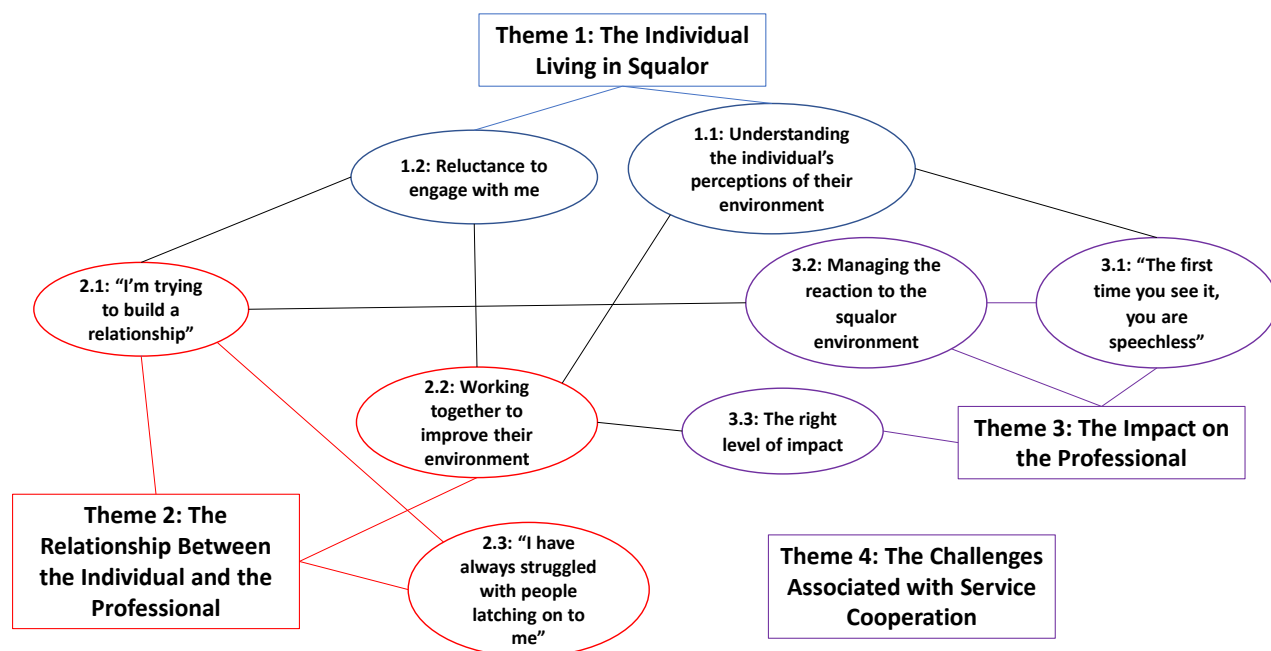 Theme 1: The Individual
Living in Squalor
1.1: Understanding
the individual’s
perceptions of their
environment
1.2: Reluctance to
engage with me
2.1: “I’m trying
to build a
relationship”
3.2: Managing the
reaction to the
squalor
environment
3.1: “The first
time you see it,
you are
speechless”
2.2: Working
together to
improve their
environment
3.3: The right
level of impact
Theme 3: The Impact on
the Professional
Theme 2: The
Relationship Between
the Individual and the
Professional
2.3: “I have
always struggled
with people
latching on to
me”
Theme 4: The Challenges
Associated with Service
Cooperation